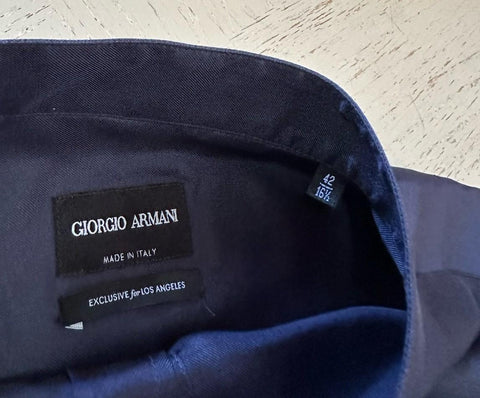 GIORGIO ARMANI
MADE IN ITALY
EXCLUSIVE for LOS ANGELES
42
16½